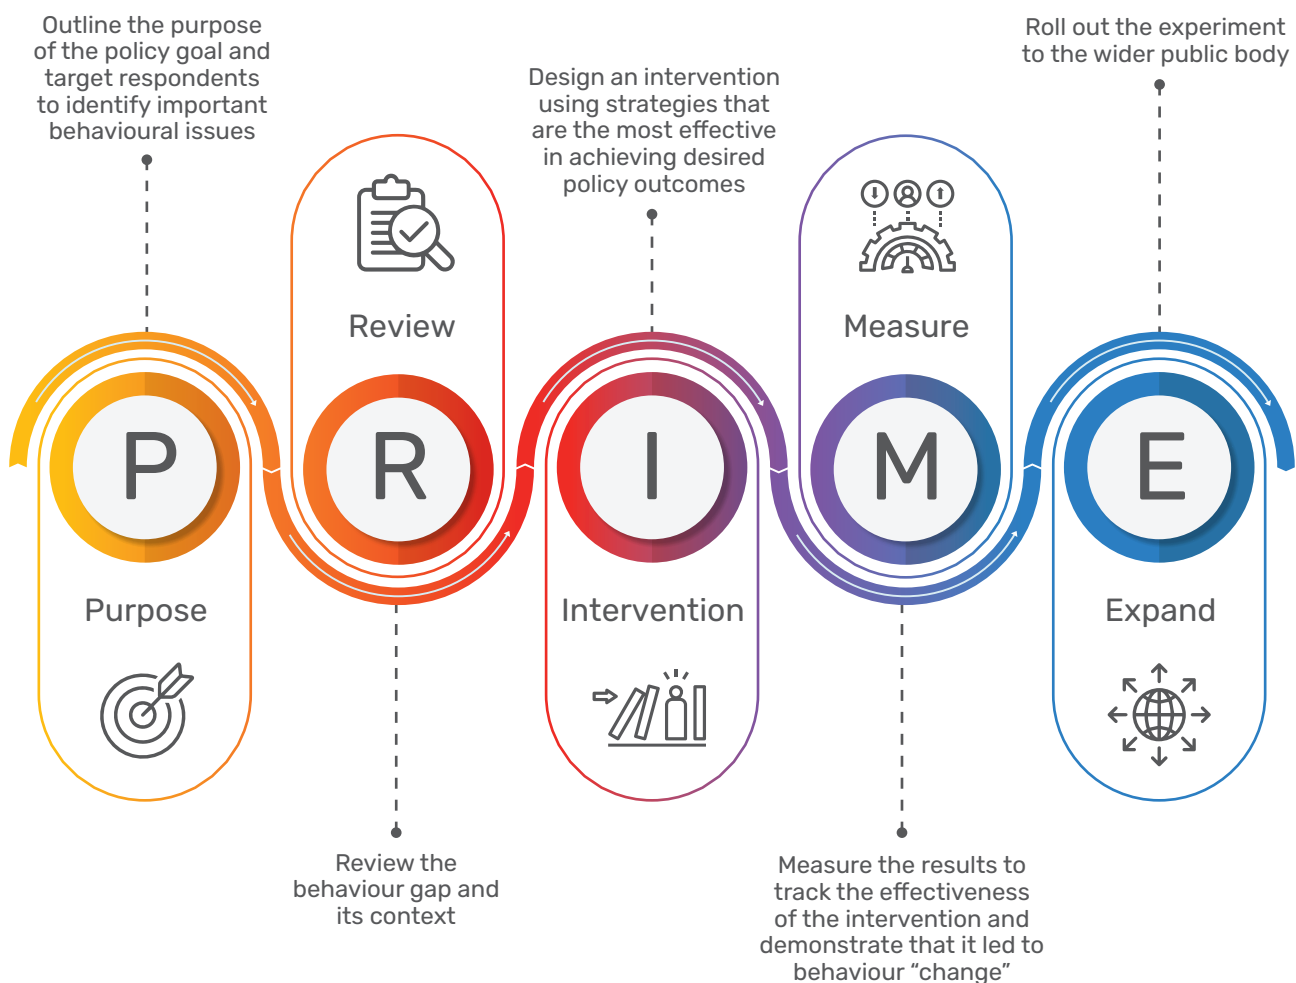 Outline the purpose
of the policy goal and
target respondents
to identify important
behavioural issues
P
Purpose
Review
R
Review the
behaviour gap and
its context
Design an intervention
using strategies that
are the most effective
in achieving desired
policy outcomes
I
Intervention
Measure
M
Measure the results to
track the effectiveness
of the intervention and
demonstrate that it led to
behaviour “change”
Roll out the experiment
to the wider public body
E
Expand